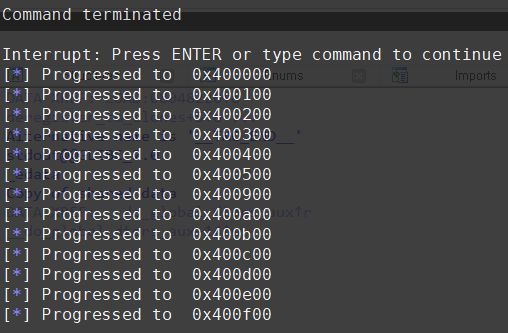 Command terminated
Interrupt: Press ENTER or type command to continue
[*] Progressed to  0x400000
[*] Progressed to  0x400100
[*] Progressed to  0x400200
[*] Progressed to  0x400300
[*] Progressed to  0x400400
[*] Progressed to  0x400500
[*] Progressed to  0x400900
[*] Progressed to  0x400a00
[*] Progressed to  0x400b00
[*] Progressed to  0x400c00
[*] Progressed to  0x400d00
[*] Progressed to  0x400e00
[*] Progressed to  0x400f00
Imports